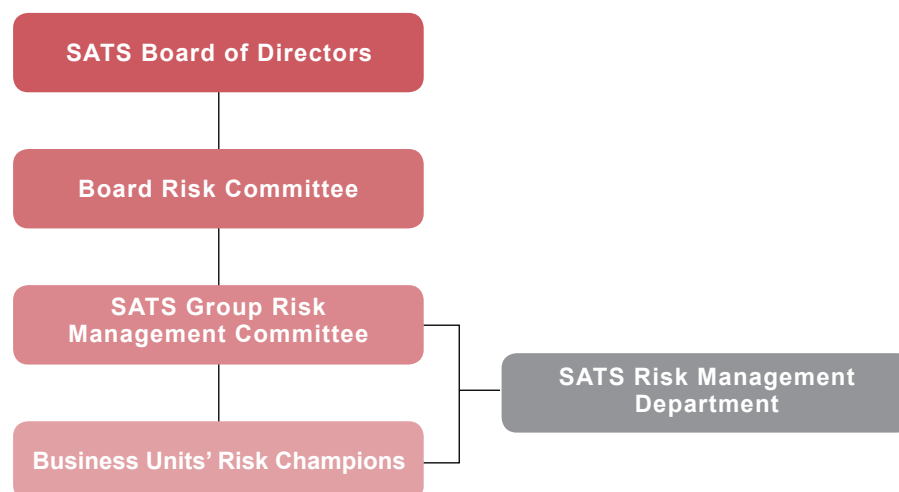 SATS Board of Directors
Board Risk Committee
SATS Group Risk
Management Committee
SATS Risk Management
Department
Business Units’ Risk Champions